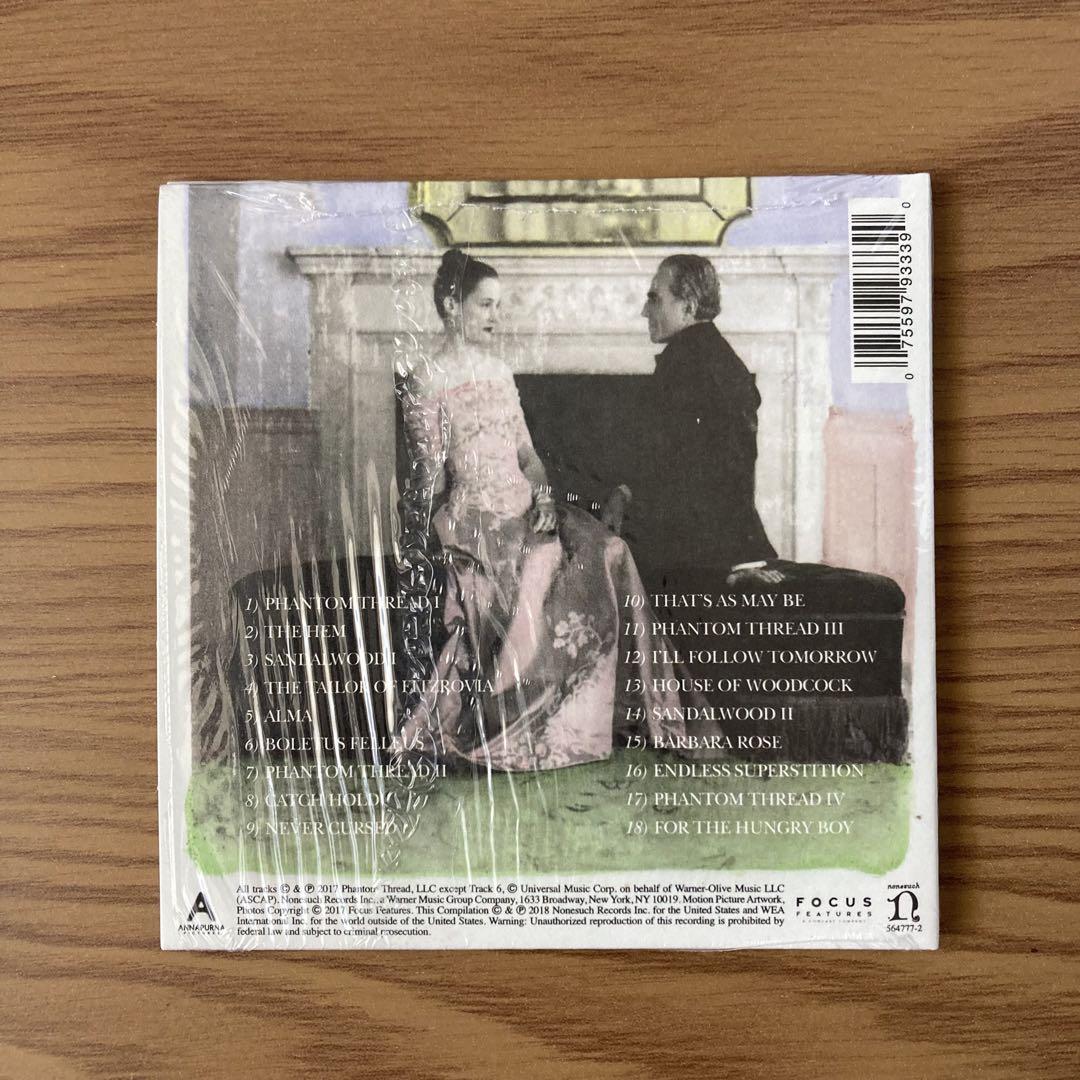 0 75597 93339 0
1) PHANTOM THREAD I
2) THE HEM
3) SANDALWOOD I
4) THE TAILOR OF FITZROVIA
5) ALMA
6) BOLETUS FELLEUS
7) PHANTOM THREAD II
8) CATCH HOLD
9) NEVER CURSED
10) THAT'S AS MAY BE
11) PHANTOM THREAD III
12) I'LL FOLLOW TOMORROW
13) HOUSE OF WOODCOCK
14) SANDALWOOD II
15) BARBARA ROSE
16) ENDLESS SUPERSTITION
17) PHANTOM THREAD IV
18) FOR THE HUNGRY BOY
A
ANNAPURNA
PICTURES
All tracks © & ℗ 2017 Phantom Thread, LLC except Track 6, © Universal Music Corp. on behalf of Warner-Olive Music LLC
(ASCAP). Nonesuch Records Inc., a Warner Music Group Company, 1633 Broadway, New York, NY 10019. Motion Picture Artwork,
Photos Copyright © 2017 Focus Features. This Compilation © & ℗ 2018 Nonesuch Records Inc. for the United States and WEA
International Inc. for the world outside of the United States. Warning: Unauthorized reproduction of this recording is prohibited by
federal law and subject to criminal prosecution.
FOCUS
FEATURES
A COMCAST COMPANY
nonesuch
n
564777-2